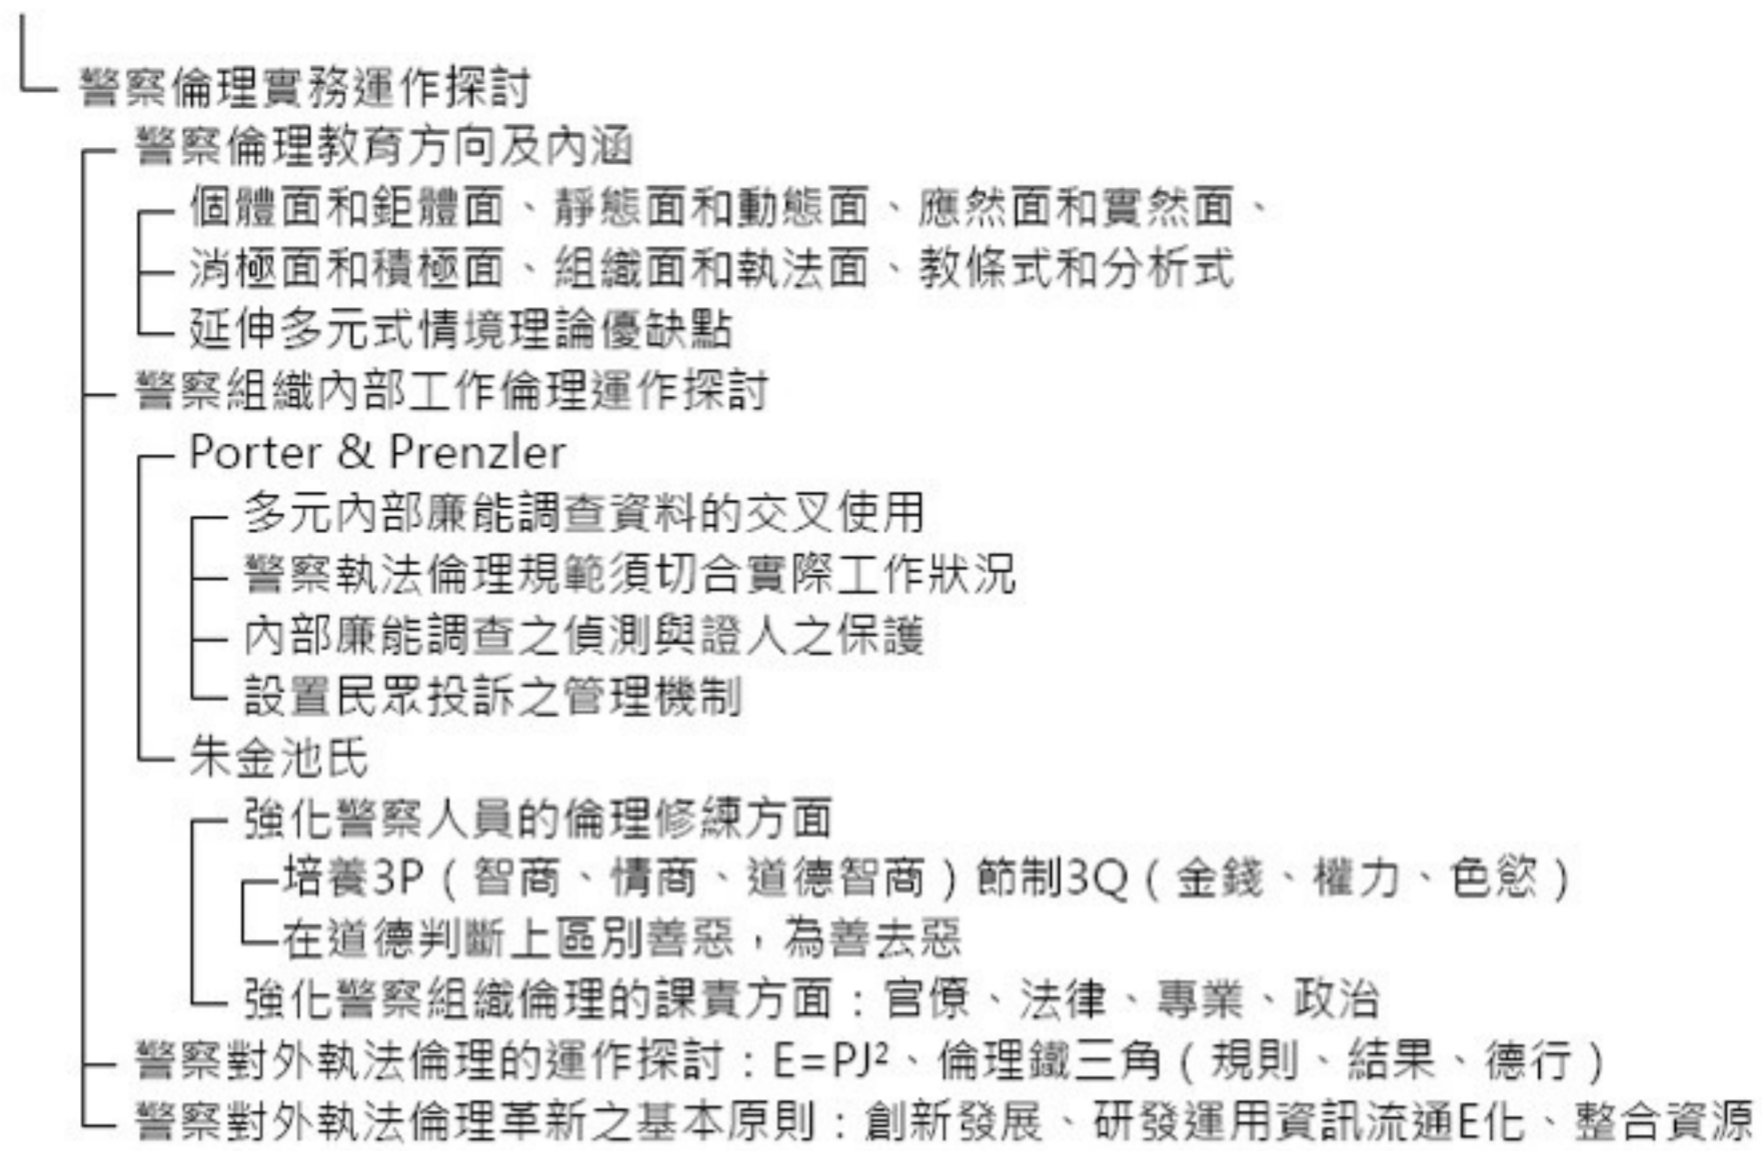 警察倫理實務運作探討
警察倫理教育方向及內涵
個體面和鉅體面、靜態面和動態面、應然面和實然面、
消極面和積極面、組織面和執法面、教條式和分析式
延伸多元式情境理論優缺點
警察組織內部工作倫理運作探討
Porter & Prenzler
多元內部廉能調查資料的交叉使用
警察執法倫理規範須切合實際工作狀況
內部廉能調查之偵測與證人之保護
設置民眾投訴之管理機制
朱金池氏
強化警察人員的倫理修練方面
培養3P（智商、情商、道德智商）節制3Q（金錢、權力、色慾）
在道德判斷上區別善惡，為善去惡
強化警察組織倫理的課責方面：官僚、法律、專業、政治
警察對外執法倫理的運作探討：E=PJ²、倫理鐵三角（規則、結果、德行）
警察對外執法倫理革新之基本原則：創新發展、研發運用資訊流通E化、整合資源